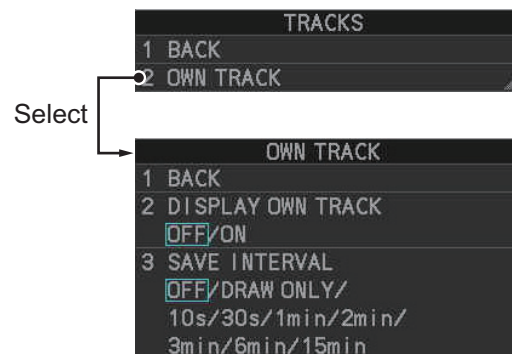 TRACKS
1 BACK
2 OWN TRACK
Select
OWN TRACK
1 BACK
2 DISPLAY OWN TRACK
OFF/ON
3 SAVE INTERVAL
OFF/DRAW ONLY/
10s/30s/1min/2min/
3min/6min/15min